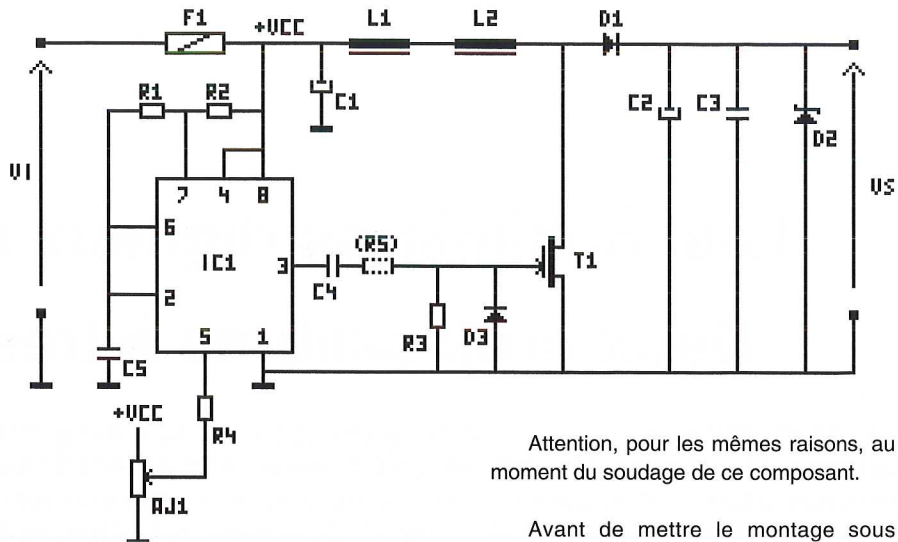 F1
+VCC
L1
L2
D1
R1
R2
C1
C2
C3
D2
VI
VS
7
4
8
6
IC1
3
(R5)
T1
2
C4
5
1
R3
D3
C5
+VCC
R4
AJ1
Attention, pour les mêmes raisons, au
moment du soudage de ce composant.
Avant de mettre le montage sous